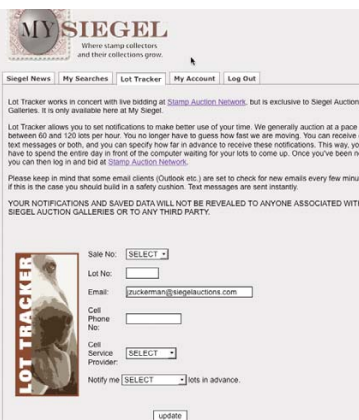 MY SIEGEL
Where stamp collectors
and their collections grow.
Siegel News
My Searches
Lot Tracker
My Account
Log Out
Lot Tracker works in concert with live bidding at Stamp Auction Network, but is exclusive to Siegel Auction
Galleries. It is only available here at My Siegel.
Lot Tracker allows you to set notifications to make better use of your time. We generally auction at a pace
between 60 and 120 lots per hour. You no longer have to guess how fast we are moving. You can receive
text messages or both, and you can specify how far in advance to receive these notifications. This way, yo
have to spend the entire day in front of the computer waiting for your lots to come up. Once you've been n
you can then log in and bid at Stamp Auction Network.
Please keep in mind that some email clients (Outlook etc.) are set to check for new emails every few minu
if this is the case you should build in a safety cushion. Text messages are sent instantly.
YOUR NOTIFICATIONS AND SAVED DATA WILL NOT BE REVEALED TO ANYONE ASSOCIATED WIT
SIEGEL AUCTION GALLERIES OR TO ANY THIRD PARTY.
LOT TRACKER
Sale No: SELECT
Lot No:
Email: jzuckerman@siegelauctions.com
Cell
Phone
No:
Cell
Service
Provider: SELECT
Notify me SELECT lots in advance.
update